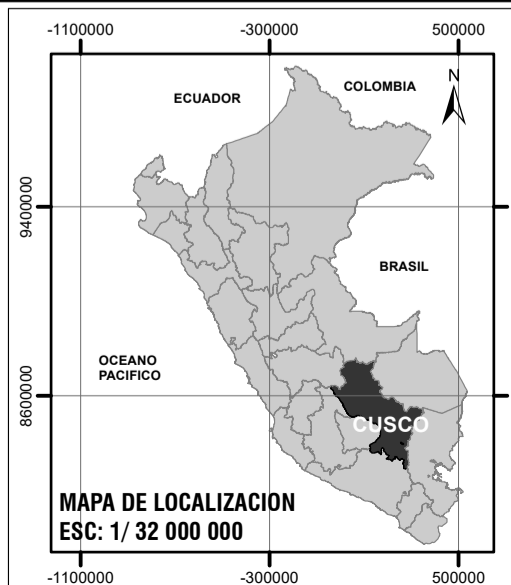 -1100000 -300000 500000
ECUADOR
COLOMBIA
N
9400000
BRASIL
OCEANO
PACIFICO
8600000
CUSCO
MAPA DE LOCALIZACION
ESC: 1/ 32 000 000
-1100000 -300000 500000